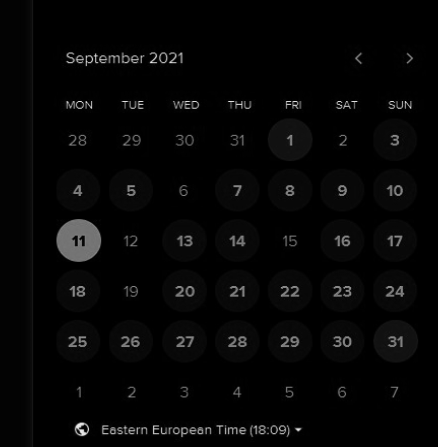 September 2021
MON TUE WED THU FRI SAT SUN
28 29 30 31 1 2 3
4 5 6 7 8 9 10
11 12 13 14 15 16 17
18 19 20 21 22 23 24
25 26 27 28 29 30 31
1 2 3 4 5 6 7
Eastern European Time (18:09)